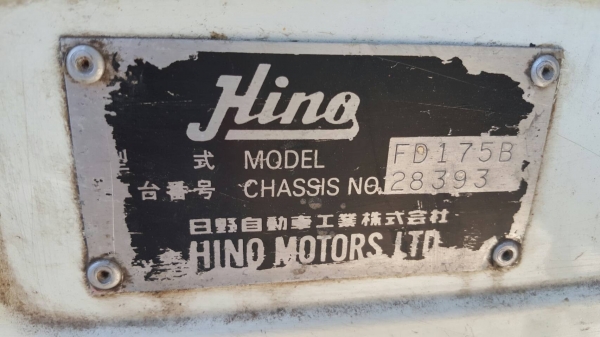 Hino
式 MODEL FD175B
台番号 CHASSIS NO. 28393
日野自動車工業株式会社
HINO MOTORS, LTD.